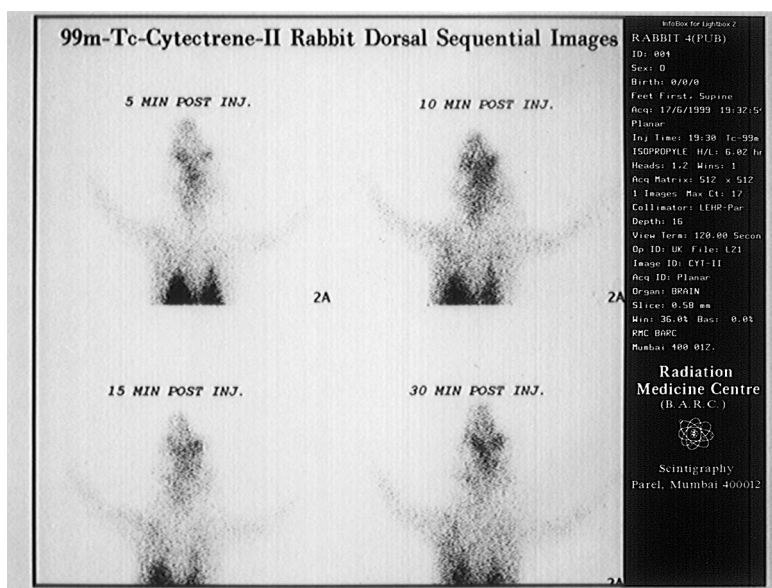 99m-Tc-Cytectrene-II Rabbit Dorsal Sequential Images
5 MIN POST INJ.
10 MIN POST INJ.
2A
2A
15 MIN POST INJ.
30 MIN POST INJ.
2A
InfoBox for Lightbox 2
RABBIT 4(PUB)
ID: 004
Sex: O
Birth: 0/0/0
Feet First, Supine
Acq: 17/6/1999 19:32:5
Planar
Inj Time: 19:30 Tc-99m
ISOPROPYLE H/L: 6.02 hr
Heads: 1,2 Wins: 1
Acq Matrix: 512 x 512
1 Images Max Ct: 17
Collimator: LEHR-Par
Depth: 16
View Term: 120.00 Secon
Op ID: UK File: L21
Image ID: CYT-II
Acq ID: Planar
Organ: BRAIN
Slice: 0.58 mm
Win: 36.0% Bas: 0.0%
RMC BARC
Mumbai 400 012.
Radiation
Medicine Centre
(B.A.R.C.)
Scintigraphy
Parel, Mumbai 400012